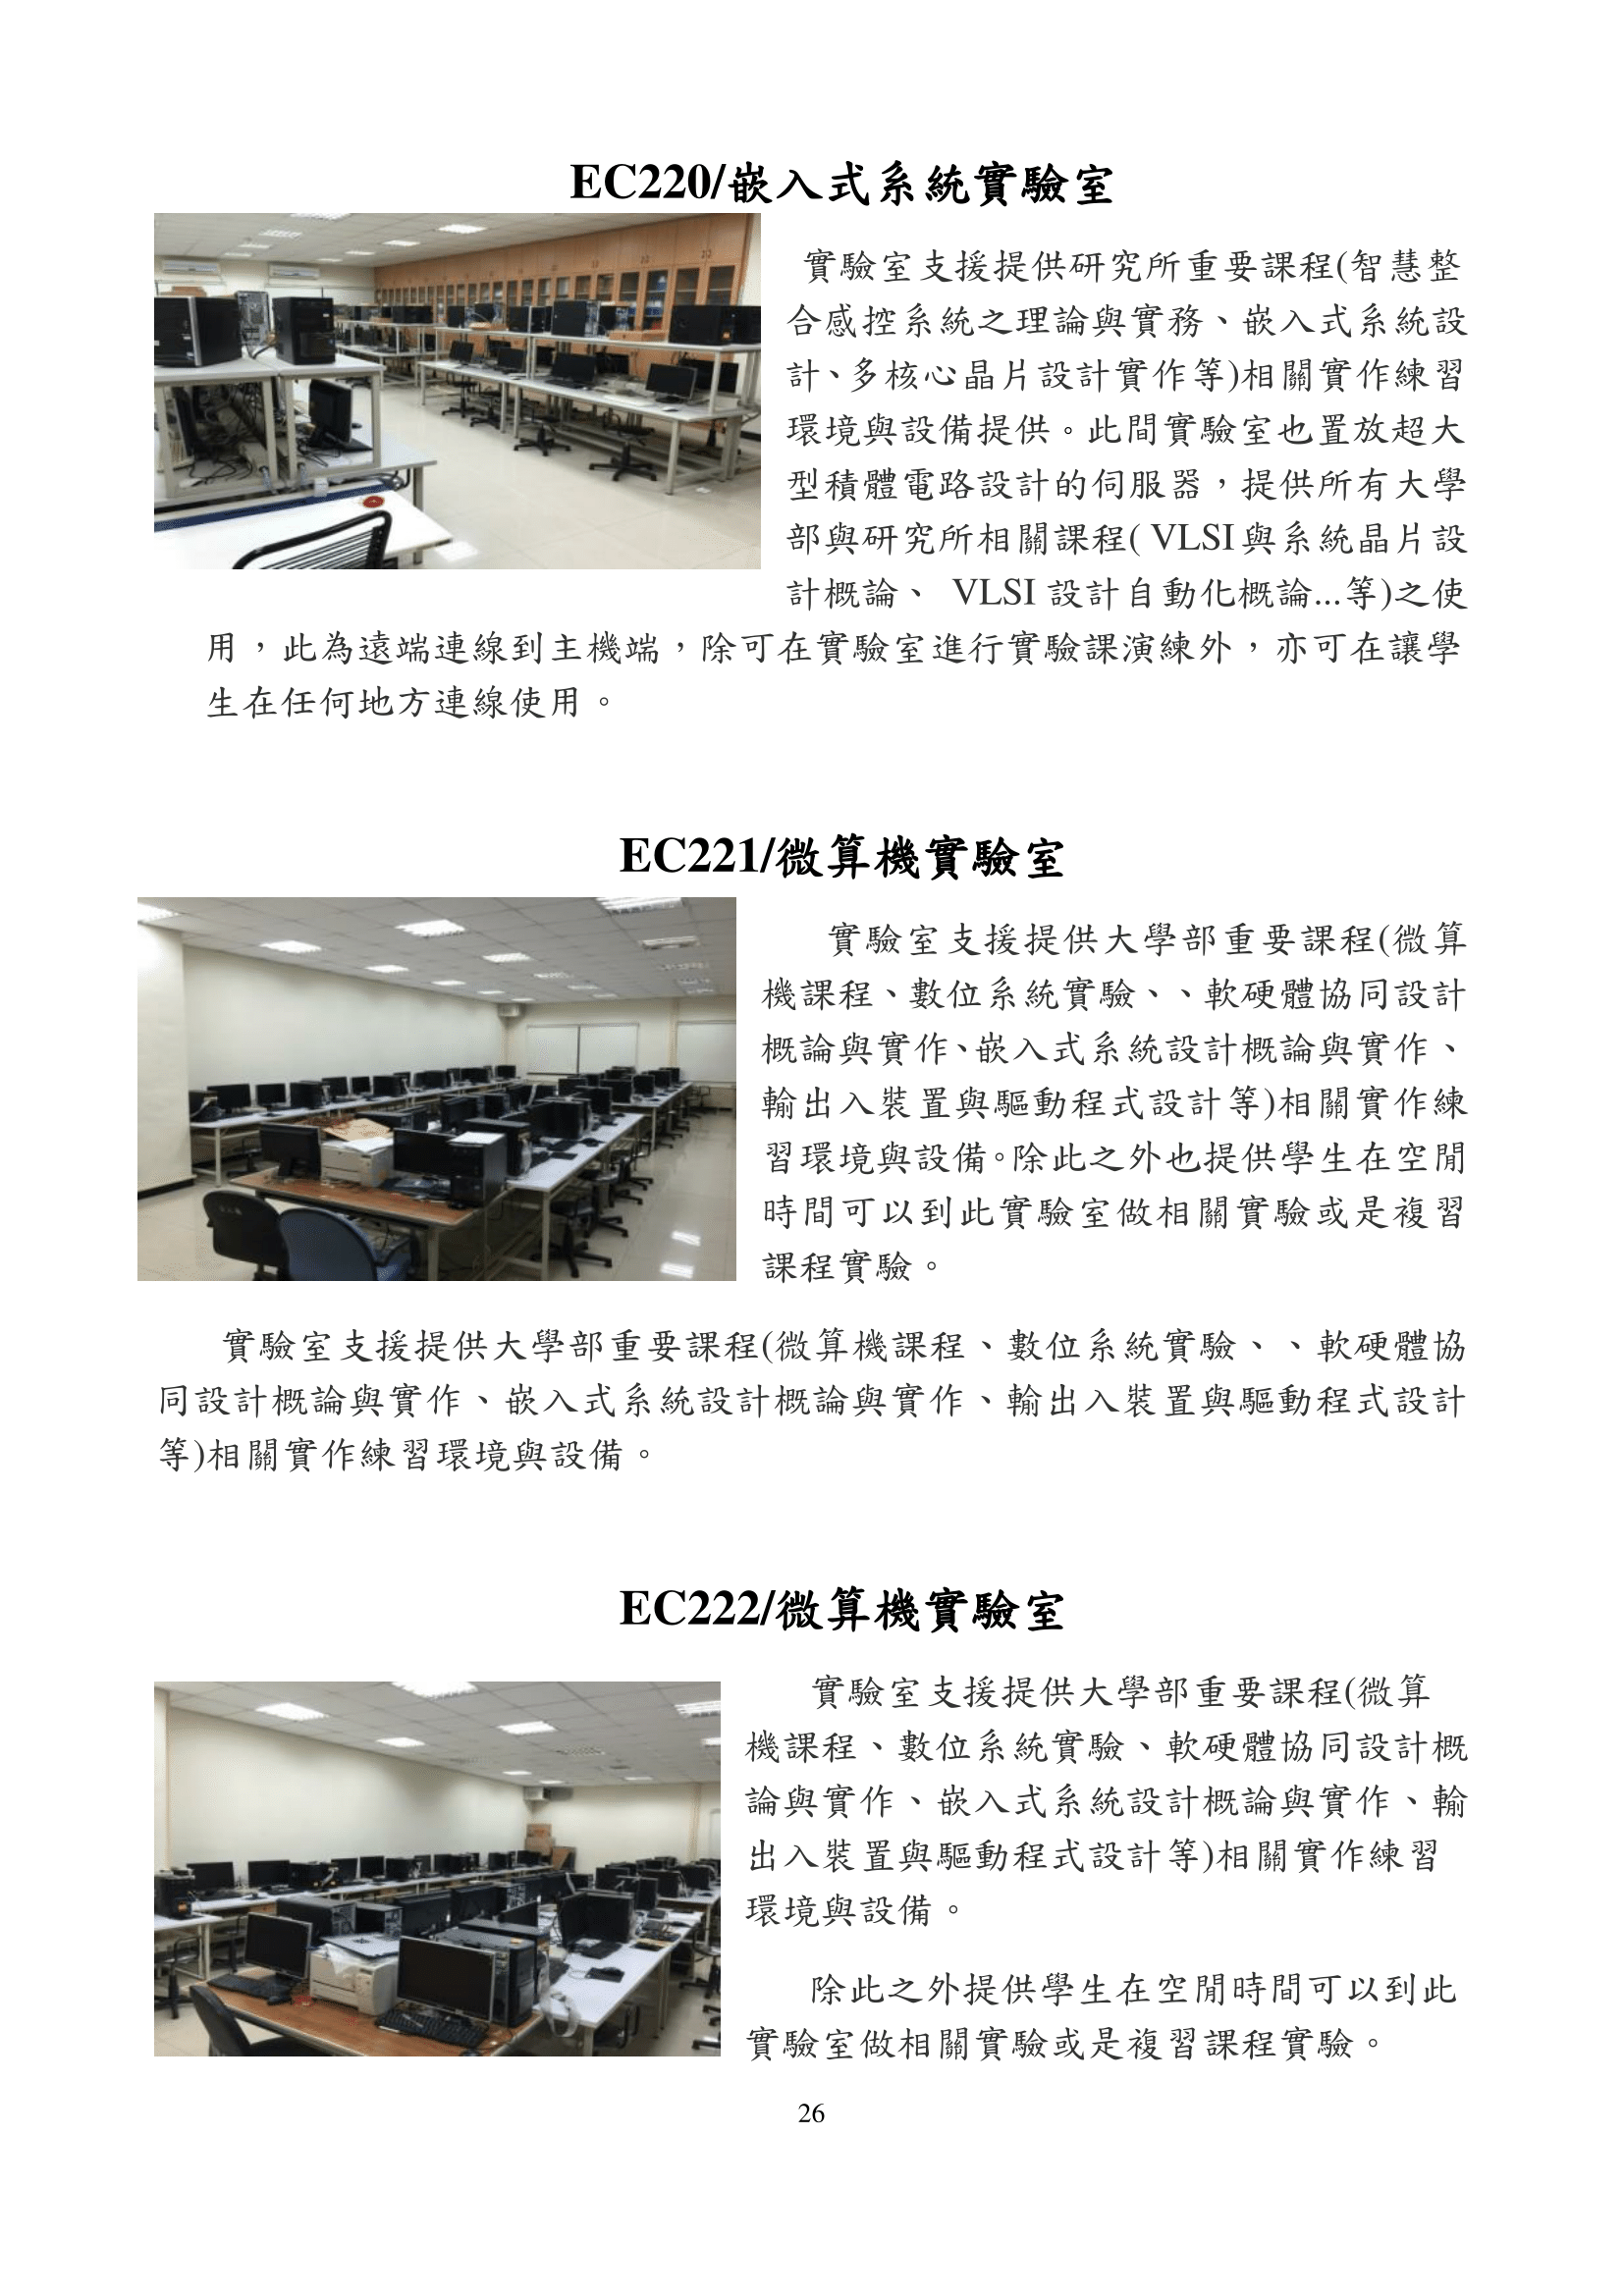 EC220/嵌入式系統實驗室
實驗室支援提供研究所重要課程(智慧整
合感控系統之理論與實務、嵌入式系統設
計、多核心晶片設計實作等)相關實作練習
環境與設備提供。此間實驗室也置放超大
型積體電路設計的伺服器，提供所有大學
部與研究所相關課程( VLSI與系統晶片設
計概論、 VLSI 設計自動化概論...等)之使
用，此為遠端連線到主機端，除可在實驗室進行實驗課演練外，亦可在讓學
生在任何地方連線使用。
EC221/微算機實驗室
實驗室支援提供大學部重要課程(微算
機課程、數位系統實驗、、軟硬體協同設計
概論與實作、嵌入式系統設計概論與實作、
輸出入裝置與驅動程式設計等)相關實作練
習環境與設備。除此之外也提供學生在空閒
時間可以到此實驗室做相關實驗或是複習
課程實驗。
實驗室支援提供大學部重要課程(微算機課程、數位系統實驗、、軟硬體協
同設計概論與實作、嵌入式系統設計概論與實作、輸出入裝置與驅動程式設計
等)相關實作練習環境與設備。
EC222/微算機實驗室
實驗室支援提供大學部重要課程(微算
機課程、數位系統實驗、軟硬體協同設計概
論與實作、嵌入式系統設計概論與實作、輸
出入裝置與驅動程式設計等)相關實作練習
環境與設備。
除此之外提供學生在空閒時間可以到此
實驗室做相關實驗或是複習課程實驗。
26